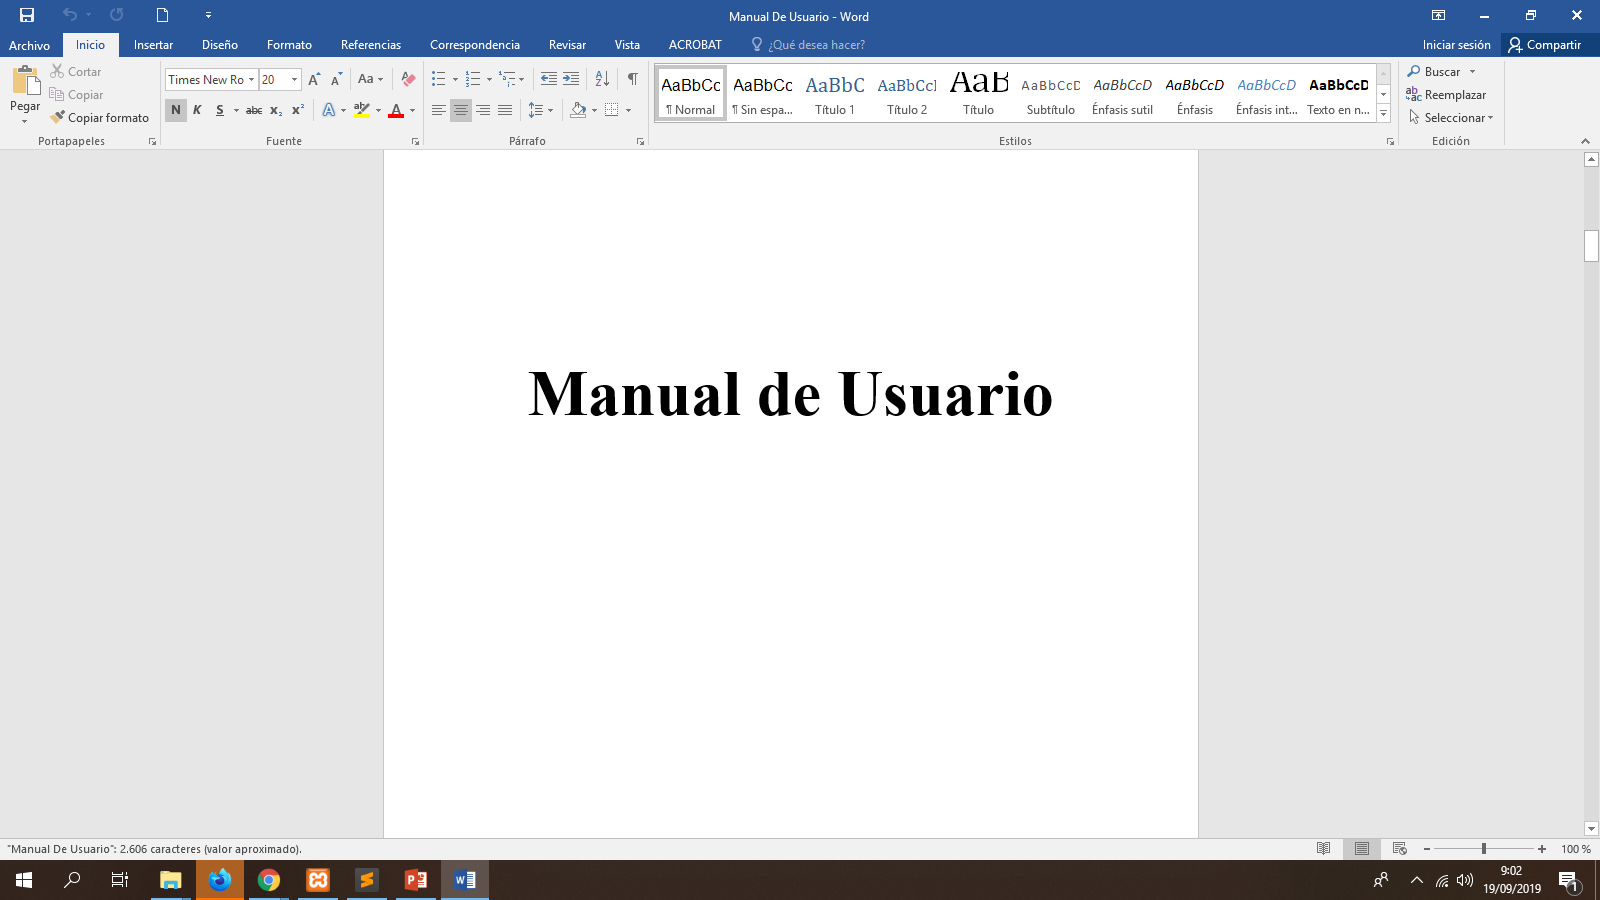 Manual De Usuario - Word
Archivo Inicio Insertar Diseño Formato Referencias Correspondencia Revisar Vista ACROBAT ¿Qué desea hacer? Iniciar sesión Compartir
Pegar
Cortar
Copiar
Copiar formato
Portapapeles
Times New Ro 20 A A Aa A
N K S abc x₂ x² A ab A
Fuente
A Z ¶
Párrafo
AaBbCc AaBbCc AaBbC AaBbCcl AaB AaBbCcD AaBbCcD AaBbCcD AaBbCcD AaBbCcD
¶ Normal ¶ Sin espa... Título 1 Título 2 Título Subtítulo Énfasis sutil Énfasis Énfasis int... Texto en n...
Estilos
Buscar
Reemplazar
Seleccionar
Edición
Manual de Usuario
"Manual De Usuario": 2.606 caracteres (valor aproximado). 100 %
9:02
19/09/2019
1